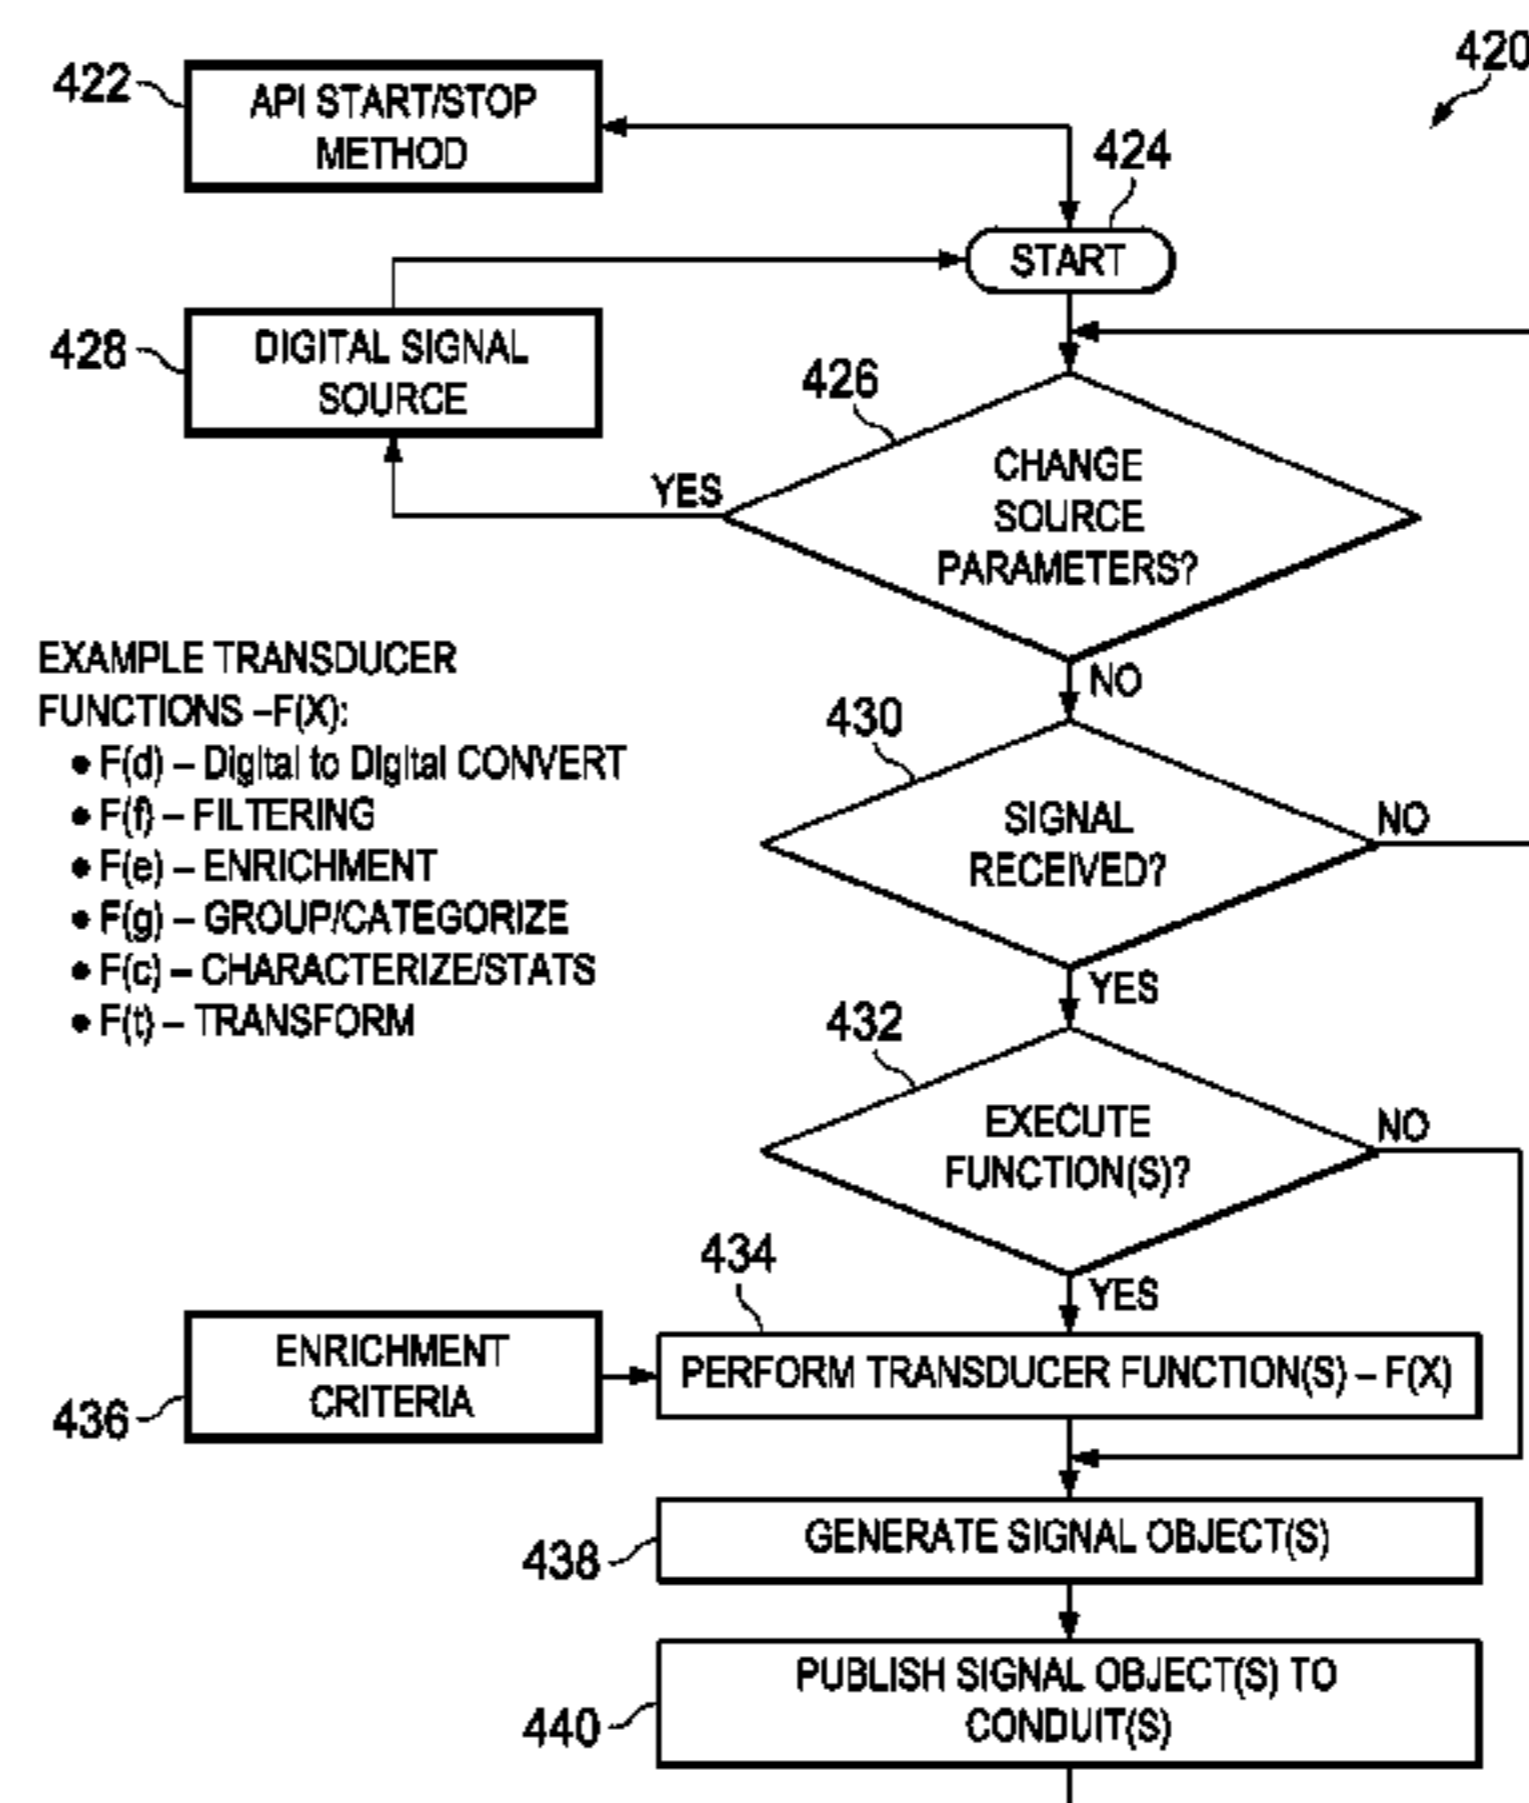 420
422
API START/STOP
METHOD
424
START
428
DIGITAL SIGNAL
SOURCE
426
CHANGE
SOURCE
PARAMETERS?
YES
NO
EXAMPLE TRANSDUCER
FUNCTIONS –F(X):
● F(d) – Digital to Digital CONVERT
● F(f) – FILTERING
● F(e) – ENRICHMENT
● F(g) – GROUP/CATEGORIZE
● F(c) – CHARACTERIZE/STATS
● F(t) – TRANSFORM
430
SIGNAL
RECEIVED?
NO
YES
432
EXECUTE
FUNCTION(S)?
NO
YES
434
PERFORM TRANSDUCER FUNCTION(S) – F(X)
436
ENRICHMENT
CRITERIA
438
GENERATE SIGNAL OBJECT(S)
440
PUBLISH SIGNAL OBJECT(S) TO
CONDUIT(S)